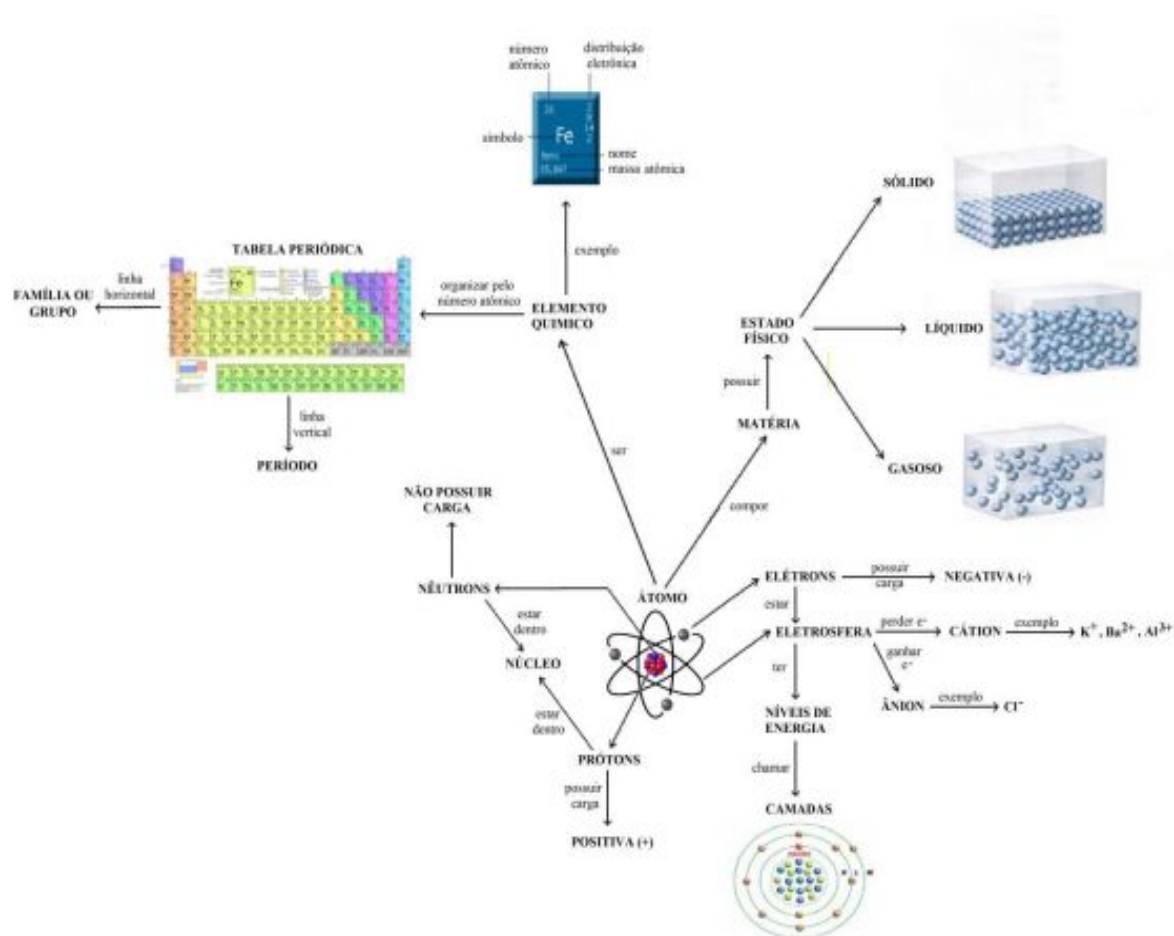 número
atômico
distribuição
eletrônica
26
símbolo
Fe
nome
massa atômica
exemplo
SÓLIDO
TABELA PERIÓDICA
Fe
FAMÍLIA OU
GRUPO
linha
horizontal
organizar pelo
número atômico
ELEMENTO
QUIMICO
ESTADO
FÍSICO
LÍQUIDO
possuir
linha
vertical
MATÉRIA
PERÍODO
ser
GASOSO
NÃO POSSUIR
CARGA
compor
NÊUTRONS
ÁTOMO
ELÉTRONS
possuir
carga
NEGATIVA (-)
estar
dentro
estar
ELETROSFERA
perder e-
CÁTION
exemplo
K+, Ba2+, Al3+
NÚCLEO
ter
ganhar
e-
estar
dentro
NÍVEIS DE
ENERGIA
ÂNION
exemplo
Cl-
PRÓTONS
possuir
carga
chamar
CAMADAS
POSITIVA (+)
K L M